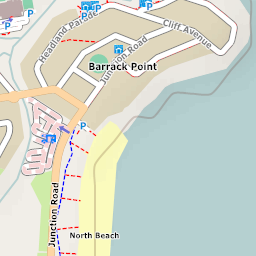 P
P
P
Headland Parade
Cliff Avenue
Junction Road
Barrack Point
P
Junction Road
North Beach